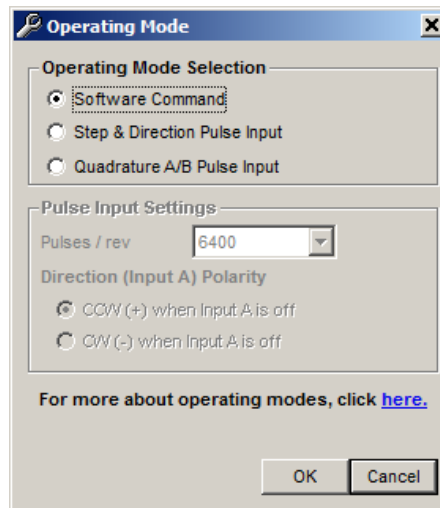 Operating Mode
Operating Mode Selection
Software Command
Step & Direction Pulse Input
Quadrature A/B Pulse Input
Pulse Input Settings
Pulses / rev 6400
Direction (Input A) Polarity
CCW (+) when Input A is off
CW (-) when Input A is off
For more about operating modes, click here.
OK Cancel